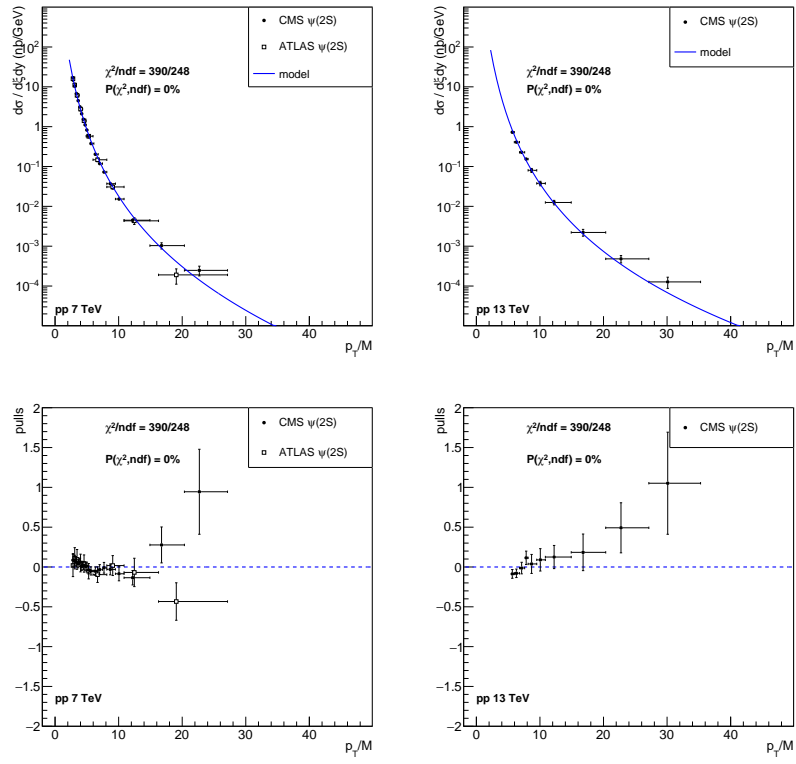 dσ / dξdy (nb/GeV)
10²
10
1
10⁻¹
10⁻²
10⁻³
10⁻⁴
CMS ψ(2S)
ATLAS ψ(2S)
model
χ²/ndf = 390/248
P(χ²,ndf) = 0%
pp 7 TeV
0 10 20 30 40
p_T/M
dσ / dξdy (nb/GeV)
10²
10
1
10⁻¹
10⁻²
10⁻³
10⁻⁴
CMS ψ(2S)
model
χ²/ndf = 390/248
P(χ²,ndf) = 0%
pp 13 TeV
0 10 20 30 40
p_T/M
pulls
2
1.5
1
0.5
0
−0.5
−1
−1.5
−2
CMS ψ(2S)
ATLAS ψ(2S)
χ²/ndf = 390/248
P(χ²,ndf) = 0%
pp 7 TeV
0 10 20 30 40
p_T/M
pulls
2
1.5
1
0.5
0
−0.5
−1
−1.5
−2
CMS ψ(2S)
χ²/ndf = 390/248
P(χ²,ndf) = 0%
pp 13 TeV
0 10 20 30 40
p_T/M